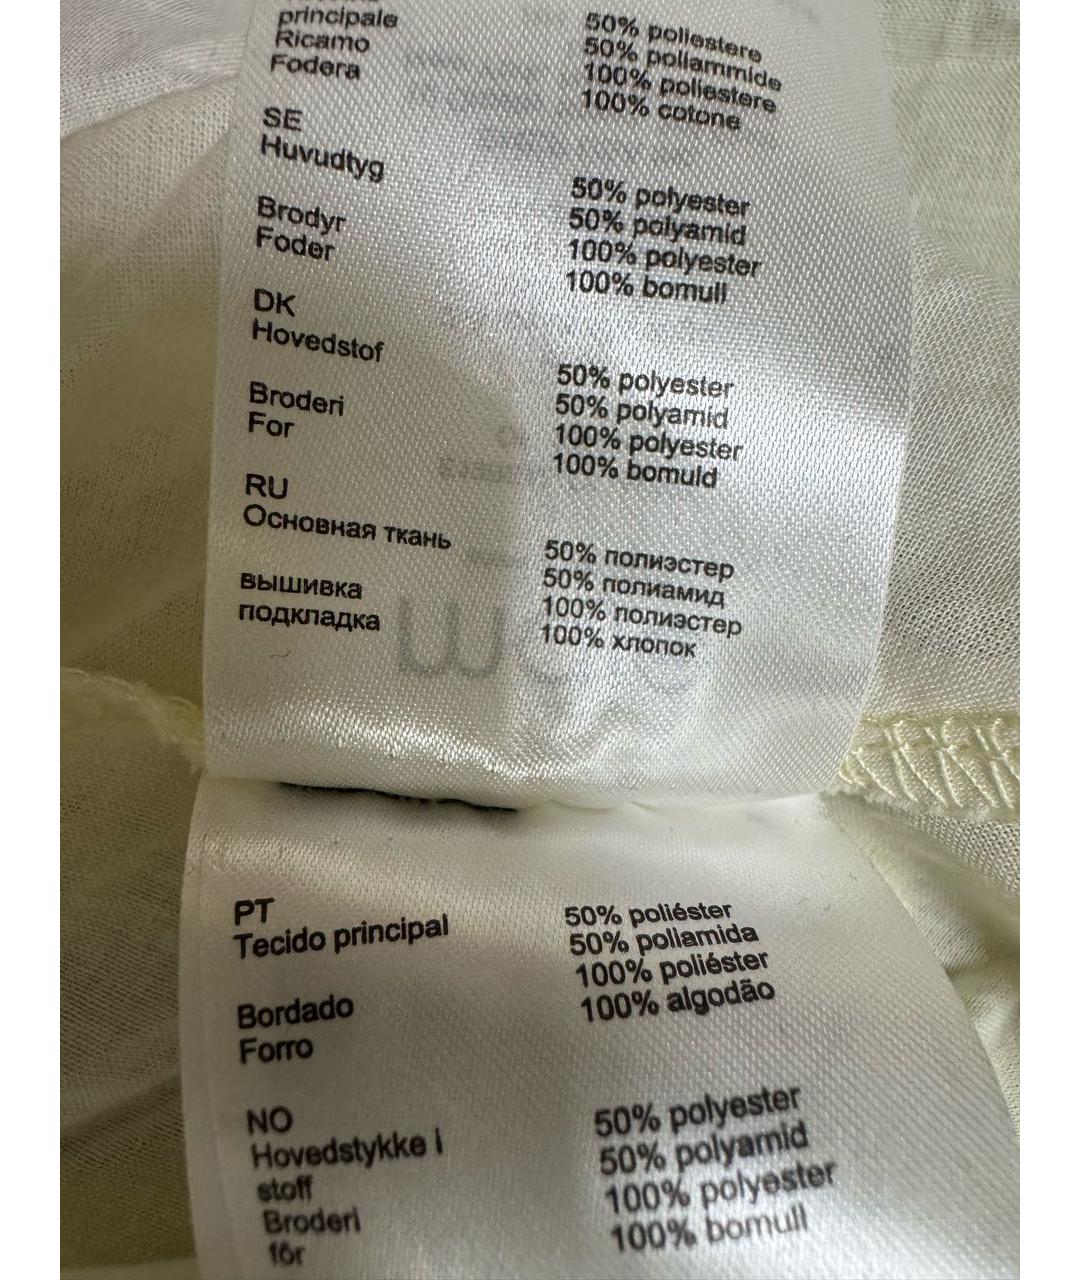 principale
50% poliestere
Ricamo
50% poliammide
Fodera
100% poliestere
100% cotone
SE
Huvudtyg
50% polyester
50% polyamid
Brodyr
100% polyester
Foder
100% bomull
DK
Hovedstof
50% polyester
50% polyamid
Broderi
100% polyester
For
100% bomuld
RU
Основная ткань
50% полиэстер
50% полиамид
вышивка
100% полиэстер
подкладка
100% хлопок
PT
Tecido principal
50% poliéster
50% poliamida
Bordado
100% poliéster
Forro
100% algodão
NO
Hovedstykke i
stoff
50% polyester
50% polyamid
Broderi
100% polyester
fôr
100% bomull